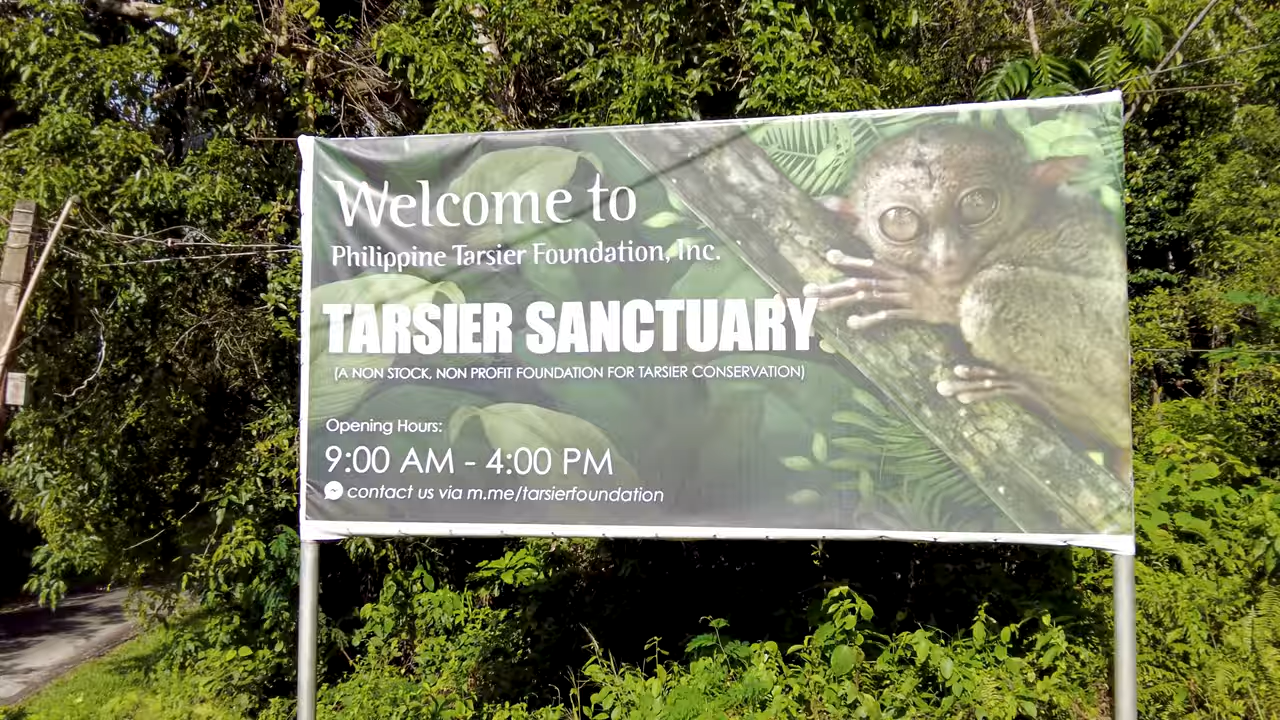 Welcome to
Philippine Tarsier Foundation, Inc.
TARSIER SANCTUARY
(A NON STOCK, NON PROFIT FOUNDATION FOR TARSIER CONSERVATION)
Opening Hours:
9:00 AM - 4:00 PM
contact us via m.me/tarsierfoundation